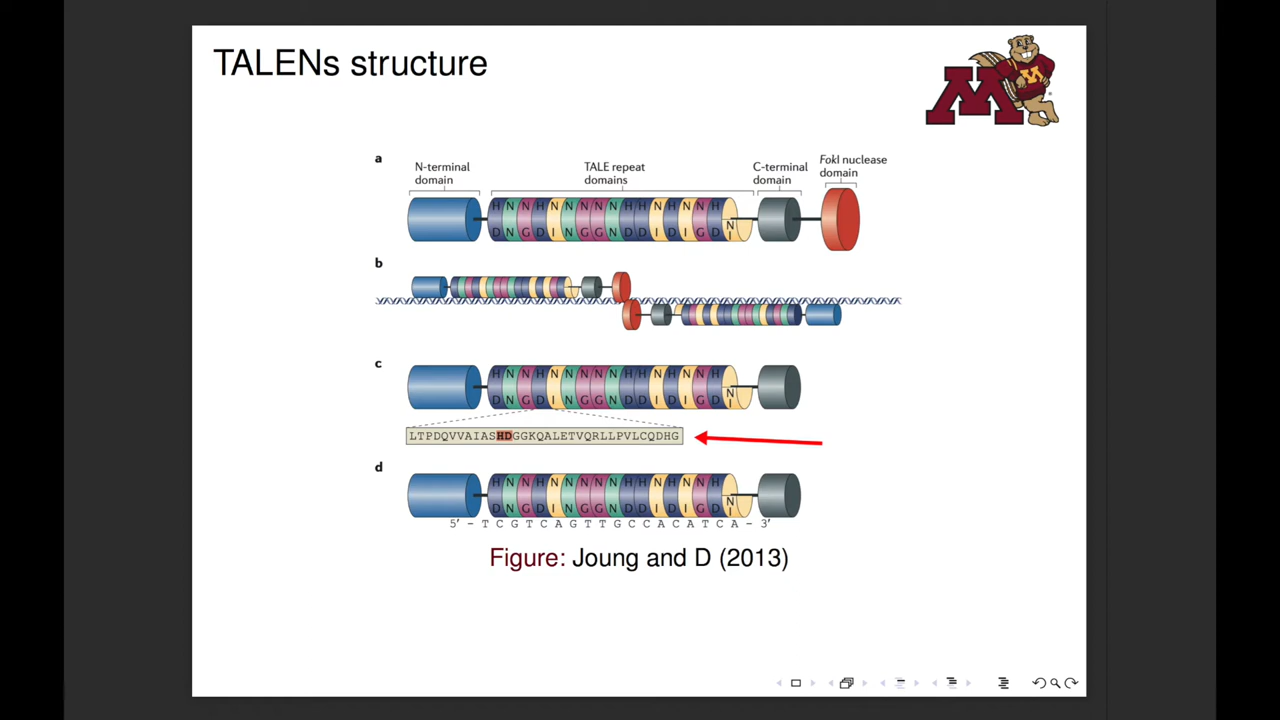 TALENs structure
M
a
N-terminal domain
TALE repeat domains
C-terminal domain
FokI nuclease domain
H N N H N N N N N H H N H N N H N
D N G D I N G G N D D I D I G D I
b
c
H N N H N N N N N H H N H N N H N
D N G D I N G G N D D I D I G D I
LTPDQVVAIASHDGGKQALETVQRLLPVLCQDHG
d
H N N H N N N N N H H N H N N H N
D N G D I N G G N D D I D I G D I
5′ - T C G T C A G T T G C C A C A T C A - 3′
Figure: Joung and D (2013)